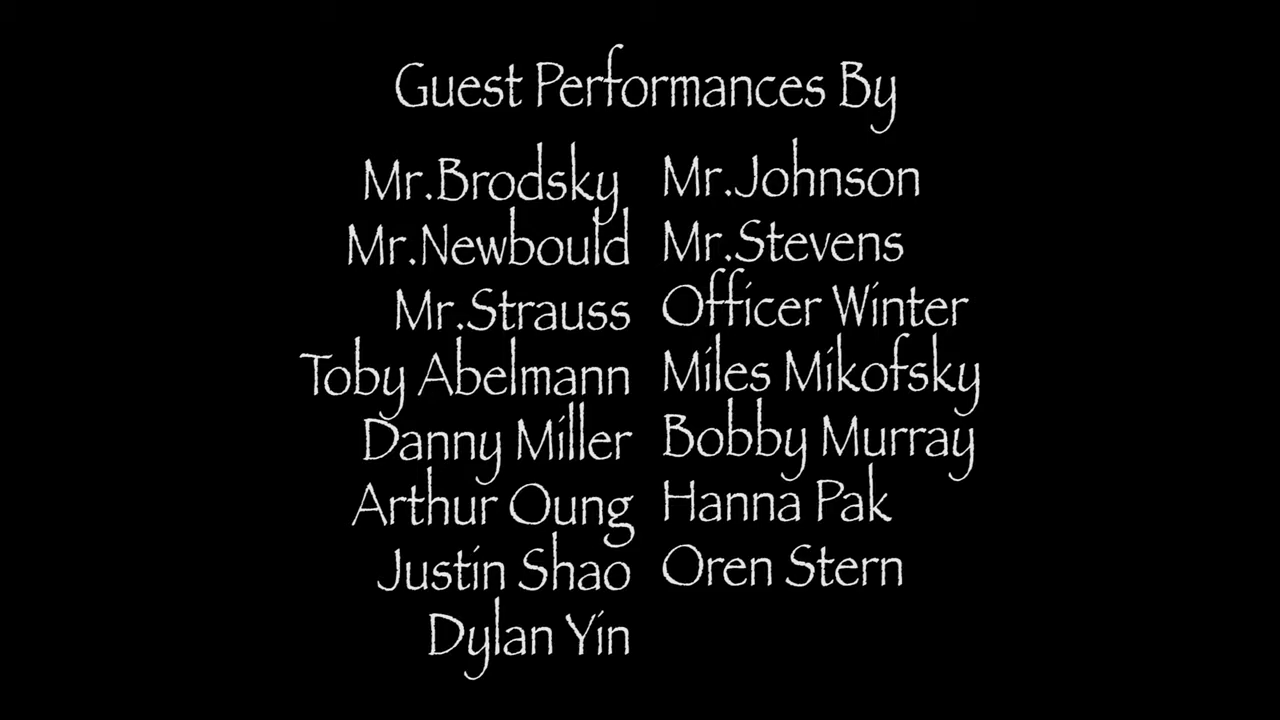 Guest Performances By
Mr.Brodsky
Mr.Newbould
Mr.Strauss
Toby Abelmann
Danny Miller
Arthur Oung
Justin Shao
Dylan Yin
Mr.Johnson
Mr.Stevens
Officer Winter
Miles Mikofsky
Bobby Murray
Hanna Pak
Oren Stern